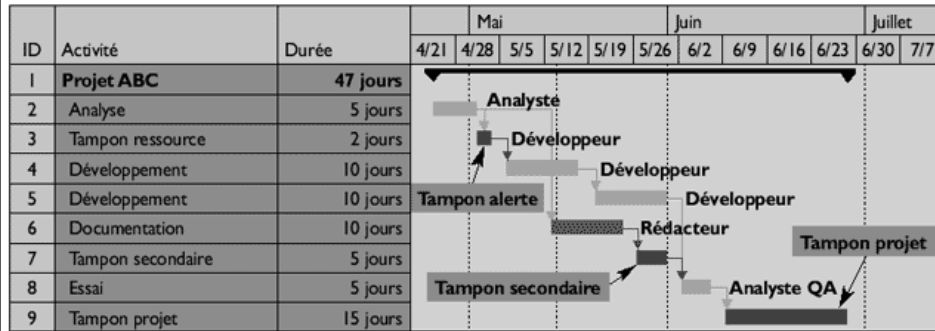 Mai Juin Juillet
ID Activité Durée 4/21 4/28 5/5 5/12 5/19 5/26 6/2 6/9 6/16 6/23 6/30 7/7
1 Projet ABC 47 jours
2 Analyse 5 jours Analyste
3 Tampon ressource 2 jours Développeur
4 Développement 10 jours Développeur
Tampon alerte
5 Développement 10 jours Développeur
6 Documentation 10 jours Rédacteur
Tampon projet
7 Tampon secondaire 5 jours
8 Essai 5 jours Tampon secondaire Analyste QA
9 Tampon projet 15 jours